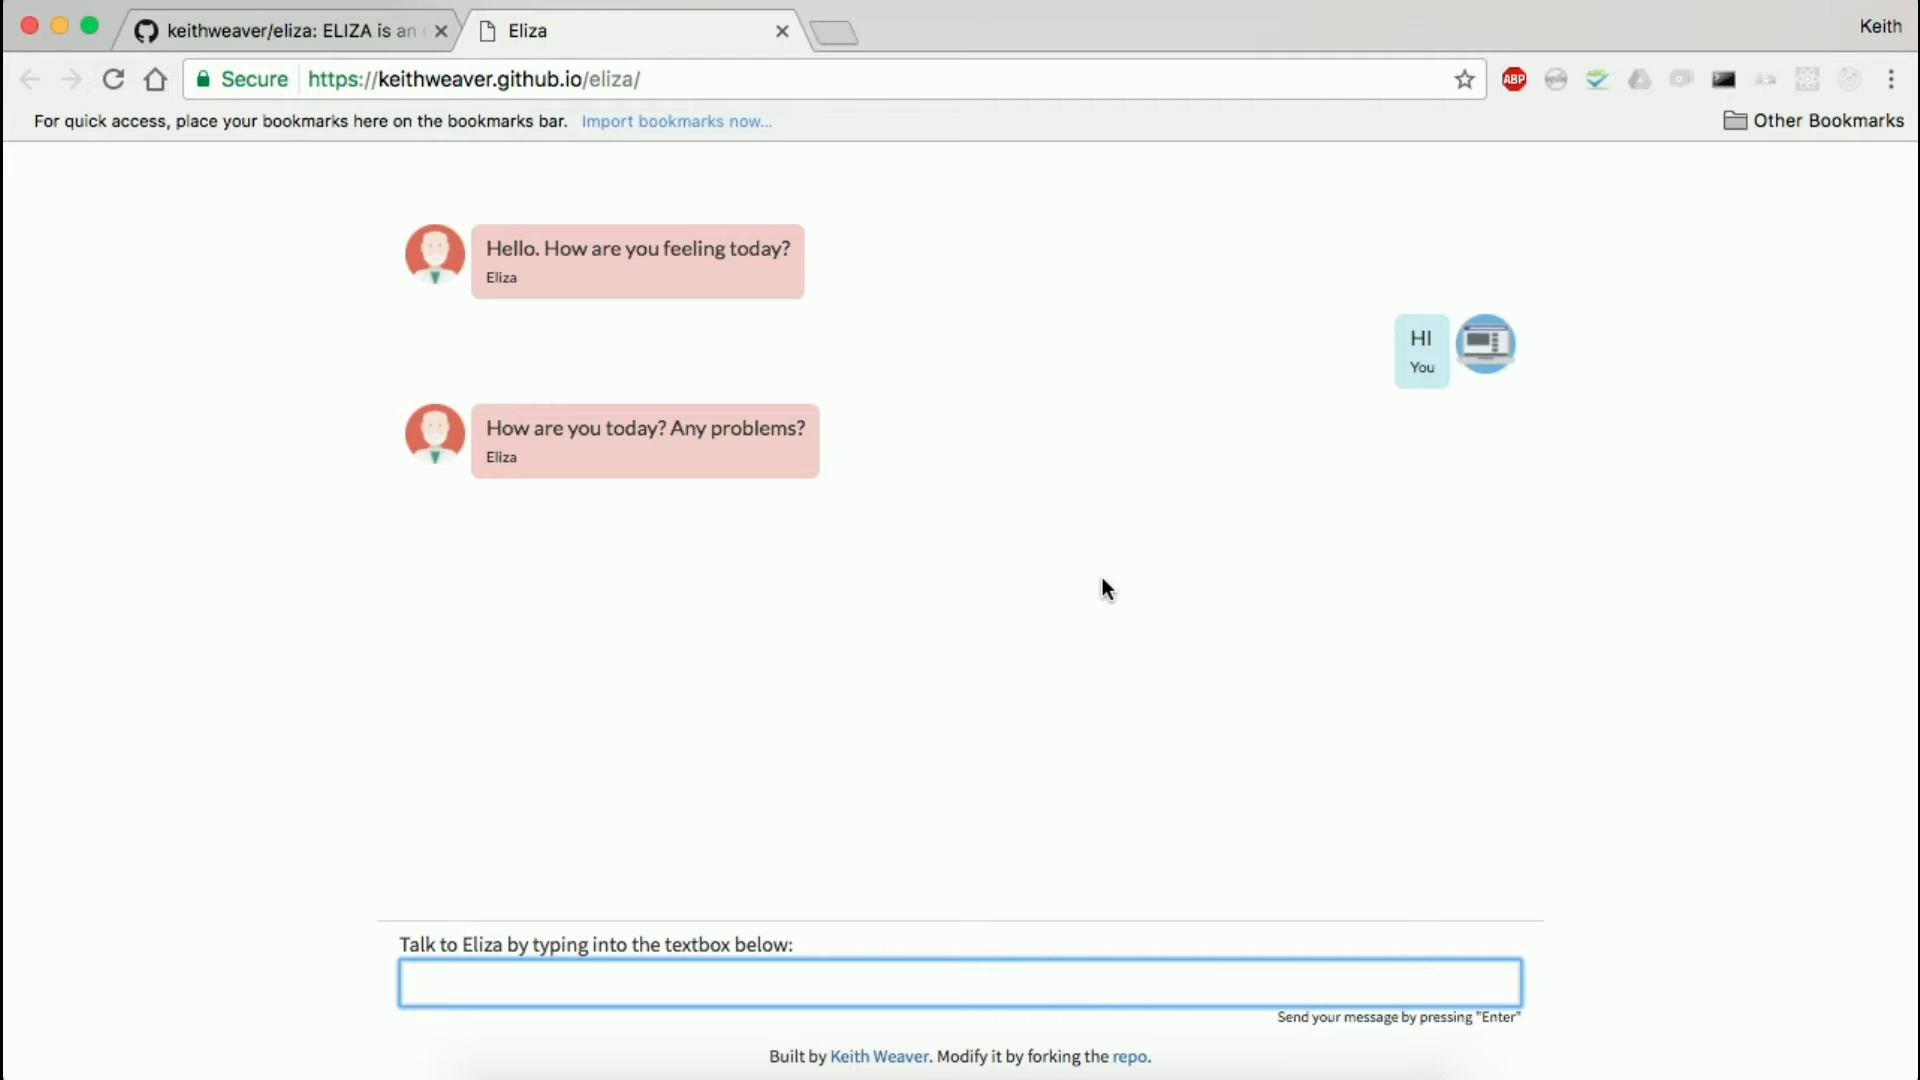 keithweaver/eliza: ELIZA is an
Eliza
Keith
Secure
https://keithweaver.github.io/eliza/
ABP
For quick access, place your bookmarks here on the bookmarks bar. Import bookmarks now...
Other Bookmarks
Hello. How are you feeling today?
Eliza
HI
You
How are you today? Any problems?
Eliza
Talk to Eliza by typing into the textbox below:
Send your message by pressing "Enter"
Built by Keith Weaver. Modify it by forking the repo.